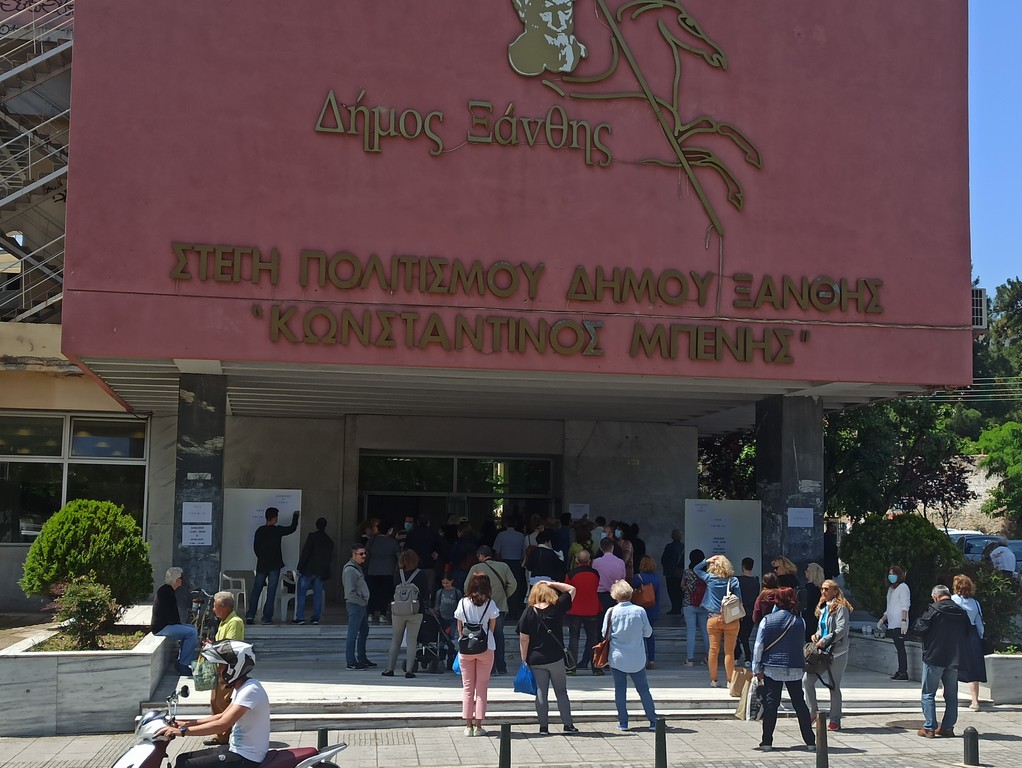 Δήμος Ξάνθης
ΣΤΕΓΗ ΠΟΛΙΤΙΣΜΟΥ ΔΗΜΟΥ ΞΑΝΘΗΣ
"ΚΩΝΣΤΑΝΤΙΝΟΣ ΜΠΕΝΗΣ"